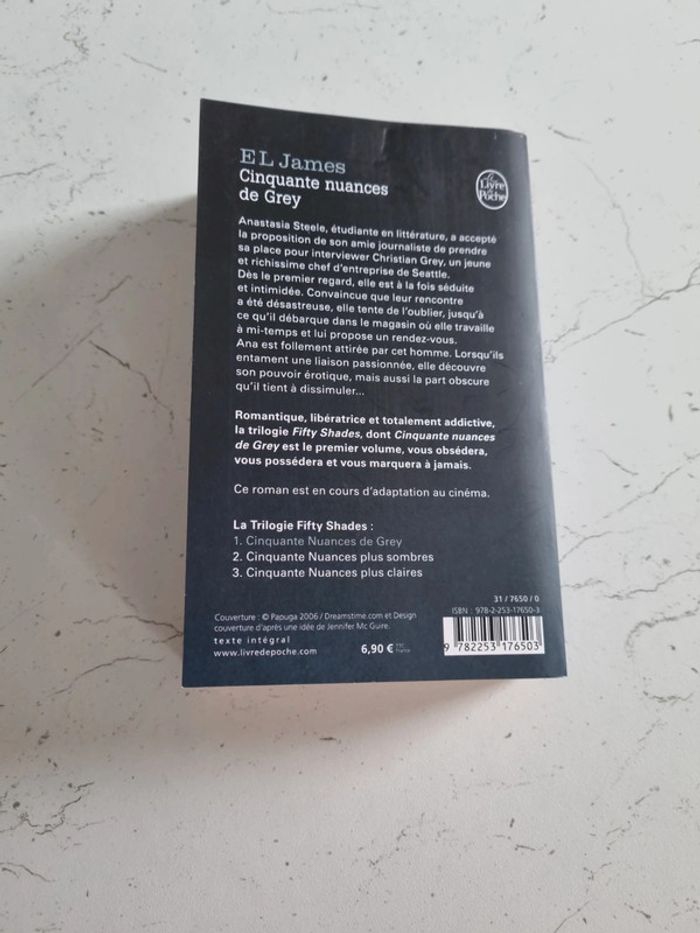 E L James
Cinquante nuances
de Grey
Le
Livre
de
Poche
Anastasia Steele, étudiante en littérature, a accepté
la proposition de son amie journaliste de prendre
sa place pour interviewer Christian Grey, un jeune
et richissime chef d'entreprise de Seattle.
Dès le premier regard, elle est à la fois séduite
et intimidée. Convaincue que leur rencontre
a été désastreuse, elle tente de l'oublier, jusqu'à
ce qu'il débarque dans le magasin où elle travaille
à mi-temps et lui propose un rendez-vous.
Ana est follement attirée par cet homme. Lorsqu'ils
entament une liaison passionnée, elle découvre
son pouvoir érotique, mais aussi la part obscure
qu'il tient à dissimuler...
Romantique, libératrice et totalement addictive,
la trilogie Fifty Shades, dont Cinquante nuances
de Grey est le premier volume, vous obsédera,
vous possédera et vous marquera à jamais.
Ce roman est en cours d'adaptation au cinéma.
La Trilogie Fifty Shades :
1. Cinquante Nuances de Grey
2. Cinquante Nuances plus sombres
3. Cinquante Nuances plus claires
Couverture : © Papuga 2006 / Dreamstime.com et Design
couverture d'après une idée de Jennifer Mc Guire.
texte intégral
www.livredepoche.com
6,90 € TTC
France
31 / 7650 / 0
ISBN : 978-2-253-17650-3
9 782253 176503